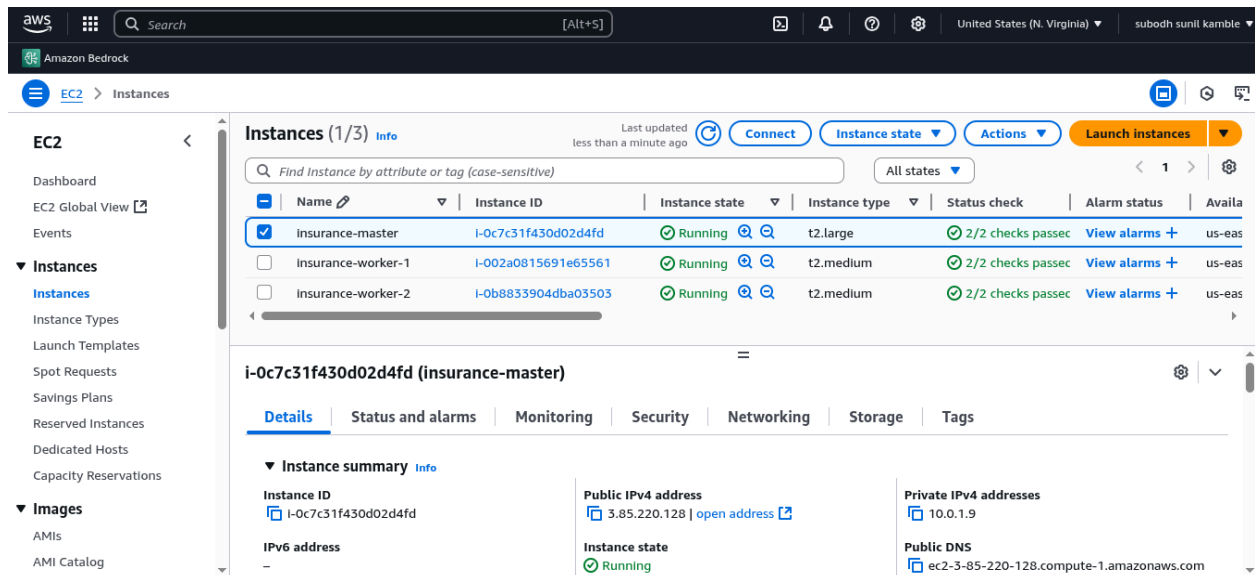 aws Search [Alt+S] United States (N. Virginia) ▼ subodh sunil kamble ▼
Amazon Bedrock
EC2 > Instances
EC2
Dashboard
EC2 Global View
Events
▼ Instances
Instances
Instance Types
Launch Templates
Spot Requests
Savings Plans
Reserved Instances
Dedicated Hosts
Capacity Reservations
▼ Images
AMIs
AMI Catalog
Instances (1/3) Info
Last updated
less than a minute ago
Connect Instance state ▼ Actions ▼ Launch instances ▼
Find Instance by attribute or tag (case-sensitive) All states ▼ < 1 >
Name Instance ID Instance state Instance type Status check Alarm status Availa
insurance-master i-0c7c31f430d02d4fd Running t2.large 2/2 checks passec View alarms + us-eas
insurance-worker-1 i-002a0815691e65561 Running t2.medium 2/2 checks passec View alarms + us-eas
insurance-worker-2 i-0b8833904dba03503 Running t2.medium 2/2 checks passec View alarms + us-eas
i-0c7c31f430d02d4fd (insurance-master)
Details Status and alarms Monitoring Security Networking Storage Tags
▼ Instance summary Info
Instance ID
i-0c7c31f430d02d4fd
Public IPv4 address
3.85.220.128 | open address
Private IPv4 addresses
10.0.1.9
IPv6 address
–
Instance state
Running
Public DNS
ec2-3-85-220-128.compute-1.amazonaws.com